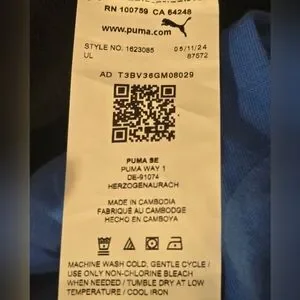 RN 100759 CA 64248
www.puma.com
STYLE NO. 1623085 05/11/24
UL 87572
AD T3BV36GM08029
PUMA SE
PUMA WAY 1
DE-91074
HERZOGENAURACH
MADE IN CAMBODIA
FABRIQUÉ AU CAMBODGE
HECHO EN CAMBOYA
MACHINE WASH COLD, GENTLE CYCLE /
USE ONLY NON-CHLORINE BLEACH
WHEN NEEDED / TUMBLE DRY AT LOW
TEMPERATURE / COOL IRON